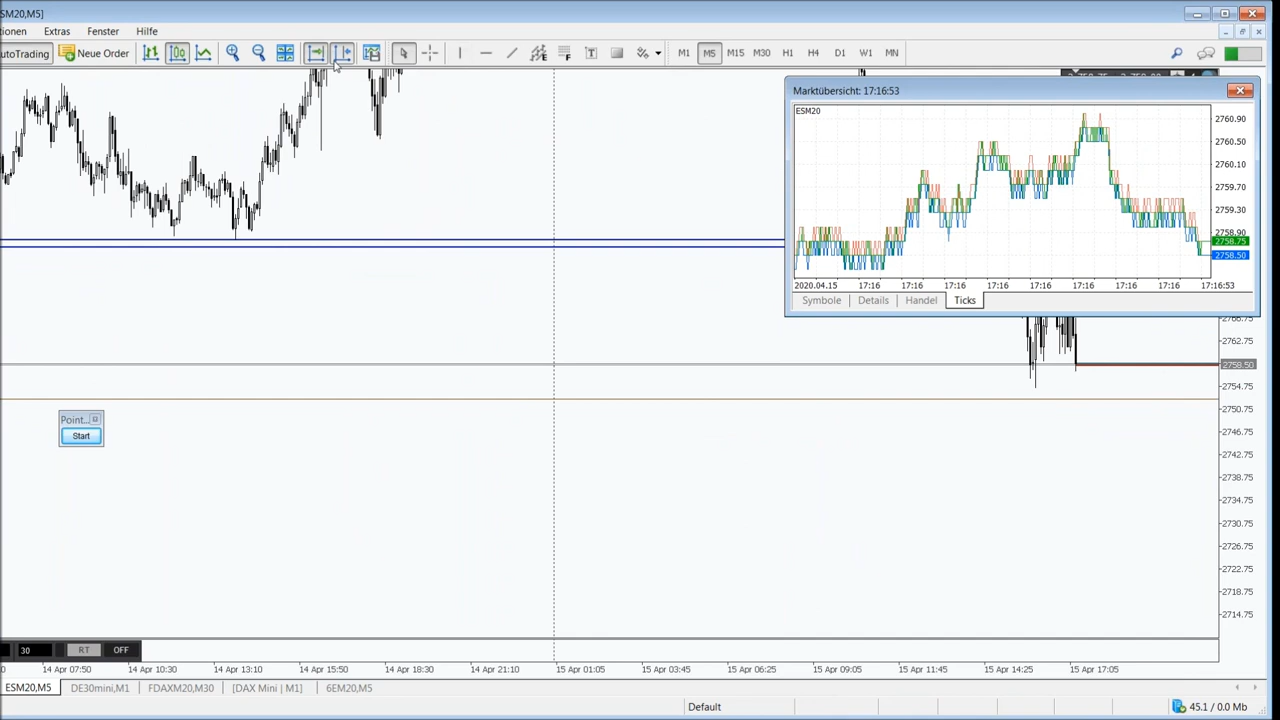 ESM20,M5]
ionen Extras Fenster Hilfe
utoTrading New Order M1 M5 M15 M30 H1 H4 D1 W1 MN
Marktübersicht: 17:16:53
ESM20
2760.90
2760.50
2760.10
2759.70
2759.30
2758.90
2758.75
2758.50
2020.04.15 17:16 17:16 17:16 17:16 17:16 17:16 17:16 17:16 17:16:53
Symbole Details Handel Ticks
2766.75
2762.75
2758.50
2754.75
2750.75
2746.75
2742.75
2738.75
2734.75
2730.75
2726.75
2722.75
2718.75
2714.75
Point...
Start
30 RT OFF
14 Apr 07:50 14 Apr 10:30 14 Apr 13:10 14 Apr 15:50 14 Apr 18:30 14 Apr 21:10 15 Apr 01:05 15 Apr 03:45 15 Apr 06:25 15 Apr 09:05 15 Apr 11:45 15 Apr 14:25 15 Apr 17:05
ESM20,M5 DE30mini,M1 FDAXM20,M30 [DAX Mini | M1] 6EM20,M5
Default 45.1 / 0.0 Mb